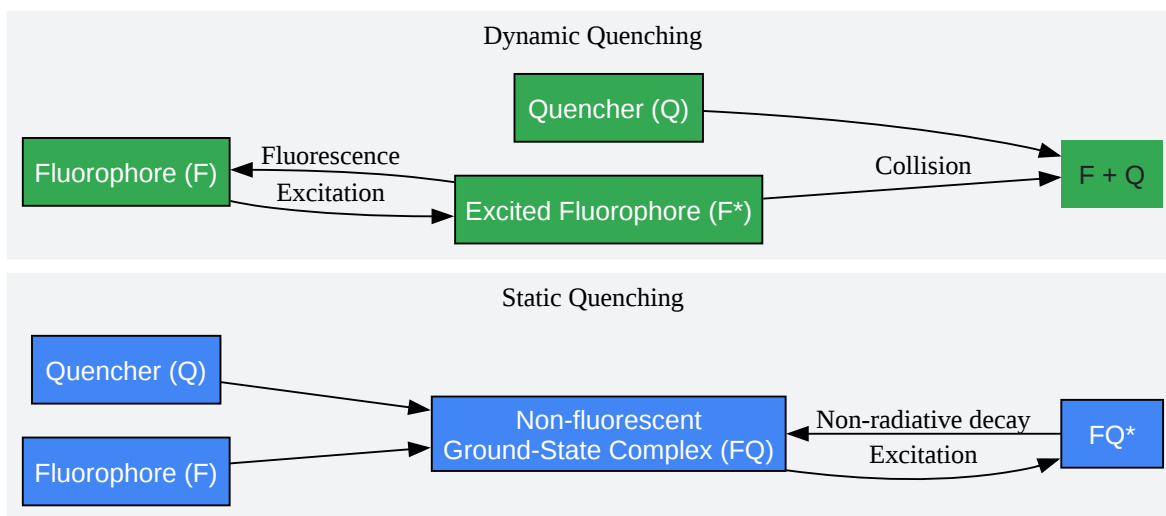 Dynamic Quenching
Quencher (Q)
Fluorophore (F)
Fluorescence
Excitation
Excited Fluorophore (F*)
Collision
F + Q
Static Quenching
Quencher (Q)
Fluorophore (F)
Non-fluorescent
Ground-State Complex (FQ)
Non-radiative decay
Excitation
FQ*